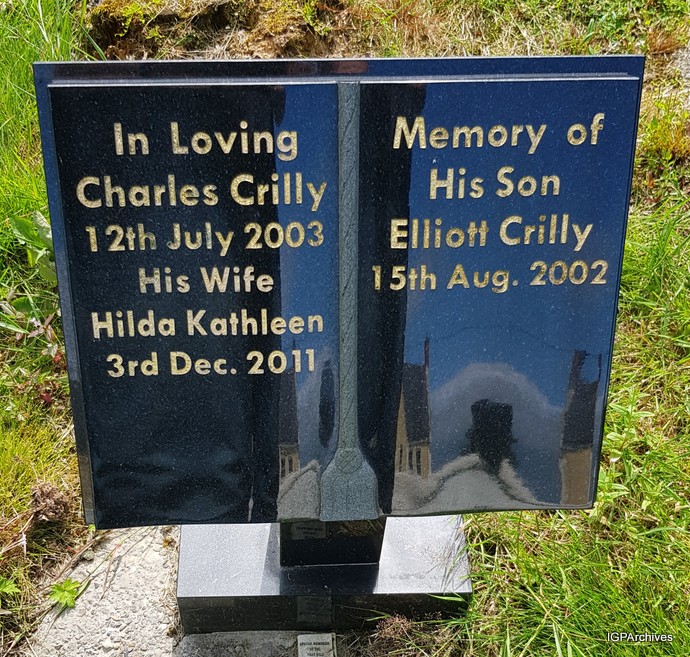 In Loving
Charles Crilly
12th July 2003
His Wife
Hilda Kathleen
3rd Dec. 2011
Memory of
His Son
Elliott Crilly
15th Aug. 2002
IGPArchives